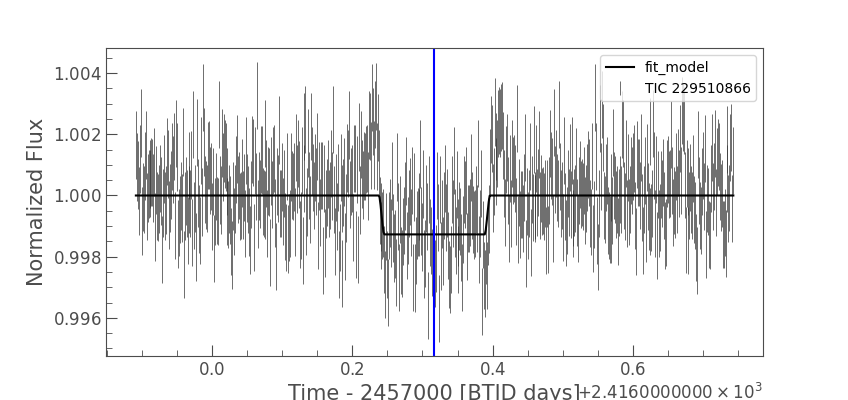 fit_model
TIC 229510866
1.004
1.002
1.000
0.998
0.996
Normalized Flux
0.0 0.2 0.4 0.6
Time - 2457000 [BTJD days]
+2.4160000000 × 10³